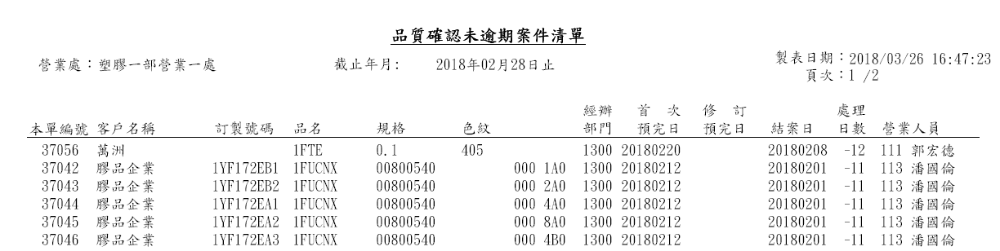 品質確認未逾期案件清單
營業處：塑膠一部營業一處 截止年月: 2018年02月28日止 製表日期：2018/03/26 16:47:23
頁次：1 /2
經辦 首 次 修 訂 處理
本單編號 客戶名稱 訂製號碼 品名 規格 色紋 部門 預完日 預完日 結案日 日數 營業人員
37056 萬洲 1FTE 0.1 405 1300 20180220 20180208 -12 111 郭宏德
37042 膠品企業 1YF172EB1 1FUCNX 00800540 000 1A0 1300 20180212 20180201 -11 113 潘國倫
37043 膠品企業 1YF172EB2 1FUCNX 00800540 000 2A0 1300 20180212 20180201 -11 113 潘國倫
37044 膠品企業 1YF172EA1 1FUCNX 00800540 000 4A0 1300 20180212 20180201 -11 113 潘國倫
37045 膠品企業 1YF172EA2 1FUCNX 00800540 000 8A0 1300 20180212 20180201 -11 113 潘國倫
37046 膠品企業 1YF172EA3 1FUCNX 00800540 000 4B0 1300 20180212 20180201 -11 113 潘國倫